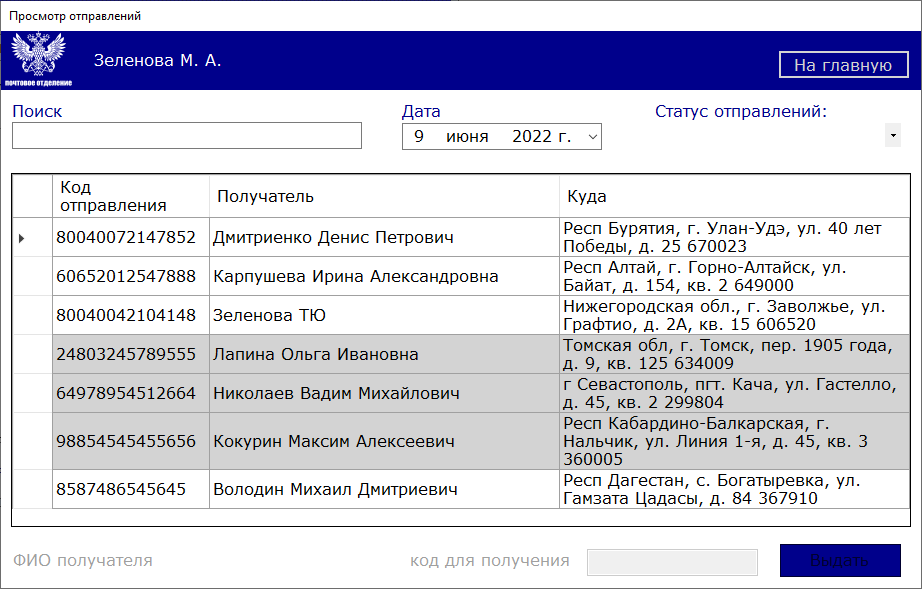 Просмотр отправлений
почтовое отделение
Зеленова М. А.
На главную
Поиск
Дата
Статус отправлений:
9 июня 2022 г.
Код
отправления
Получатель
Куда
80040072147852
Дмитриенко Денис Петрович
Респ Бурятия, г. Улан-Удэ, ул. 40 лет
Победы, д. 25 670023
60652012547888
Карпушева Ирина Александровна
Респ Алтай, г. Горно-Алтайск, ул.
Байат, д. 154, кв. 2 649000
80040042104148
Зеленова ТЮ
Нижегородская обл., г. Заволжье, ул.
Графтио, д. 2А, кв. 15 606520
24803245789555
Лапина Ольга Ивановна
Томская обл, г. Томск, пер. 1905 года,
д. 9, кв. 125 634009
64978954512664
Николаев Вадим Михайлович
г Севастополь, пгт. Кача, ул. Гастелло,
д. 45, кв. 2 299804
98854545455656
Кокурин Максим Алексеевич
Респ Кабардино-Балкарская, г.
Нальчик, ул. Линия 1-я, д. 45, кв. 3
360005
8587486545645
Володин Михаил Дмитриевич
Респ Дагестан, с. Богатыревка, ул.
Гамзата Цадасы, д. 84 367910
ФИО получателя
код для получения
Выдать